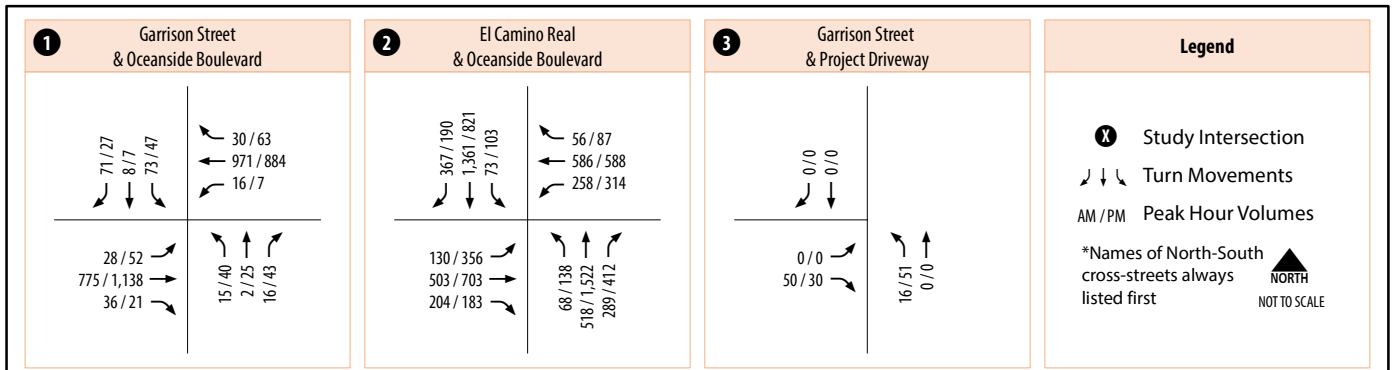 1
Garrison Street
& Oceanside Boulevard
71 / 27
8 / 7
73 / 47
30 / 63
971 / 884
16 / 7
28 / 52
775 / 1,138
36 / 21
15 / 40
2 / 25
16 / 43
2
El Camino Real
& Oceanside Boulevard
367 / 190
1,361 / 821
73 / 103
56 / 87
586 / 588
258 / 314
130 / 356
503 / 703
204 / 183
68 / 138
518 / 1,522
289 / 412
3
Garrison Street
& Project Driveway
0 / 0
0 / 0
0 / 0
50 / 30
16 / 51
0 / 0
Legend
X Study Intersection
Turn Movements
AM / PM Peak Hour Volumes
*Names of North-South
cross-streets always
listed first
NORTH
NOT TO SCALE